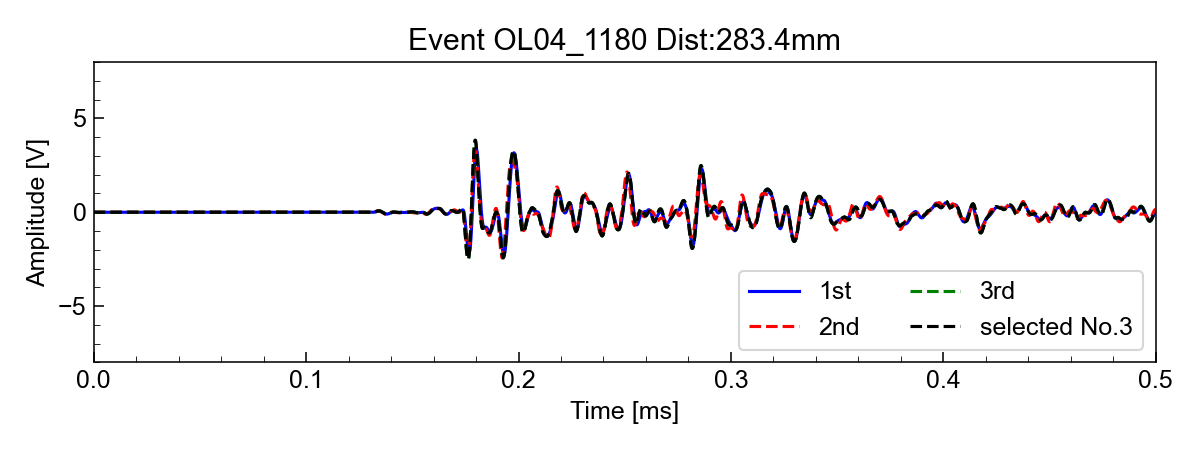 Event OL04_1180 Dist:283.4mm
Amplitude [V]
5
0
−5
1st
2nd
3rd
selected No.3
0.0 0.1 0.2 0.3 0.4 0.5
Time [ms]